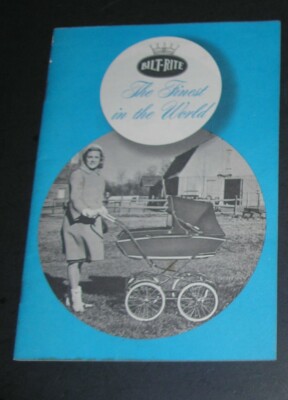 BILT-RITE
The Finest
in the World